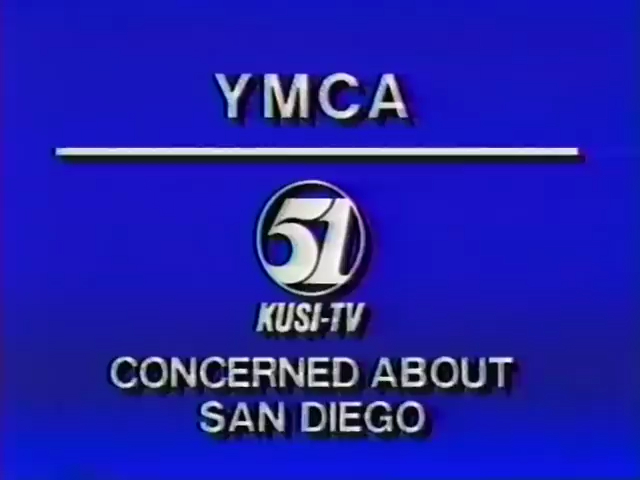 YMCA
51
KUSI-TV
CONCERNED ABOUT
SAN DIEGO